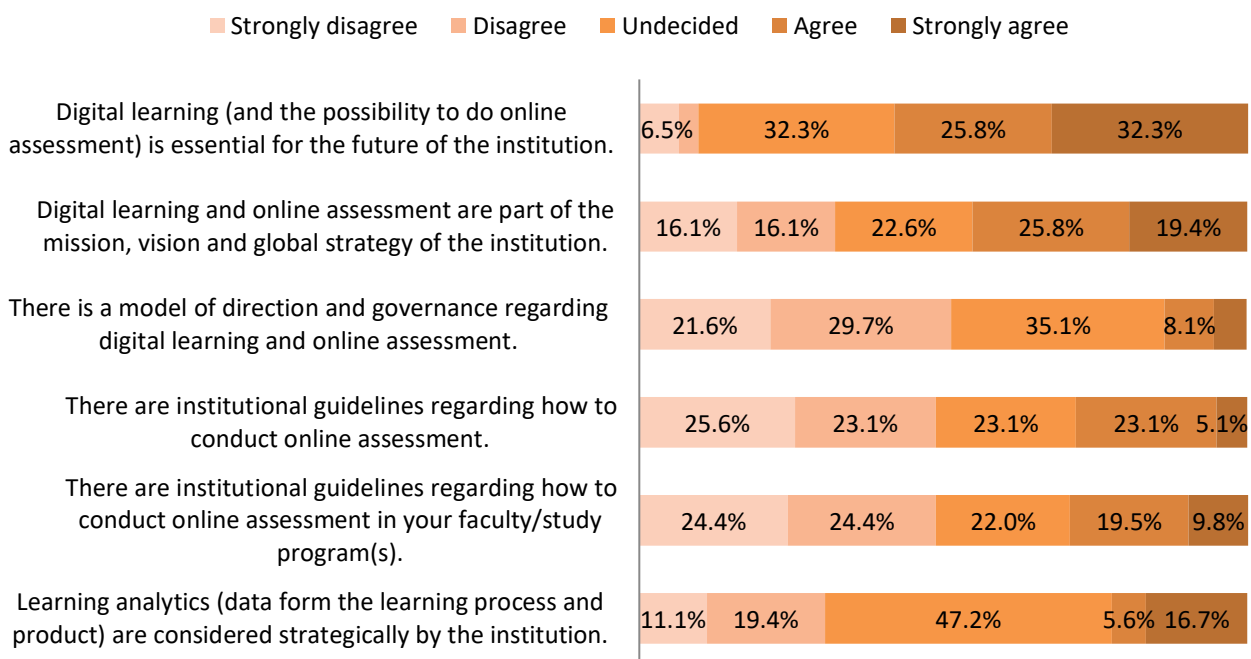 Strongly disagree Disagree Undecided Agree Strongly agree
Digital learning (and the possibility to do online
assessment) is essential for the future of the institution.
6.5% 32.3% 25.8% 32.3%
Digital learning and online assessment are part of the
mission, vision and global strategy of the institution.
16.1% 16.1% 22.6% 25.8% 19.4%
There is a model of direction and governance regarding
digital learning and online assessment.
21.6% 29.7% 35.1% 8.1%
There are institutional guidelines regarding how to
conduct online assessment.
25.6% 23.1% 23.1% 23.1% 5.1%
There are institutional guidelines regarding how to
conduct online assessment in your faculty/study
program(s).
24.4% 24.4% 22.0% 19.5% 9.8%
Learning analytics (data form the learning process and
product) are considered strategically by the institution.
11.1% 19.4% 47.2% 5.6% 16.7%